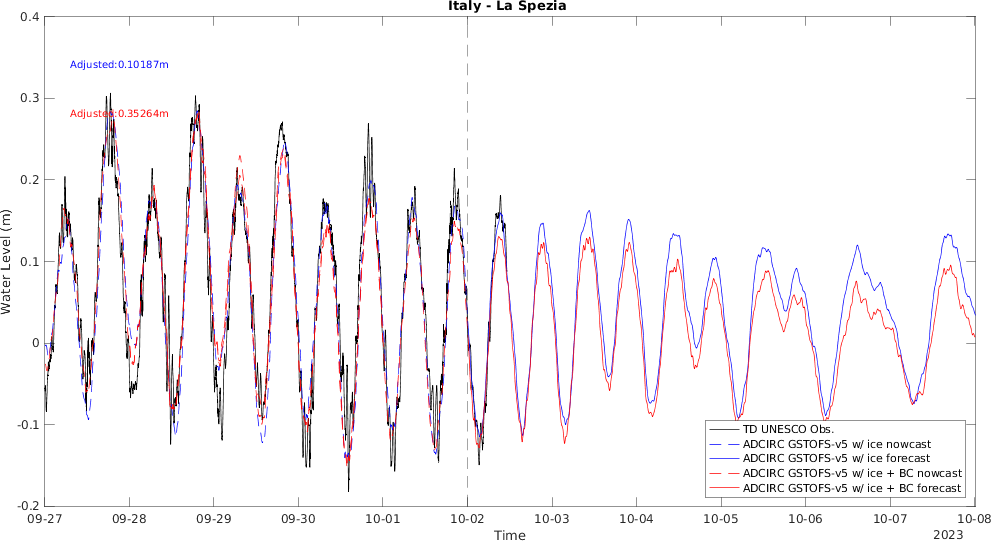 Italy - La Spezia
0.4
Adjusted:0.10187m
0.3
Adjusted:0.35264m
0.2
0.1
0
-0.1
-0.2
Water Level (m)
TD UNESCO Obs.
ADCIRC GSTOFS-v5 w/ ice nowcast
ADCIRC GSTOFS-v5 w/ ice forecast
ADCIRC GSTOFS-v5 w/ ice + BC nowcast
ADCIRC GSTOFS-v5 w/ ice + BC forecast
09-27 09-28 09-29 09-30 10-01 10-02 10-03 10-04 10-05 10-06 10-07 10-08
Time
2023